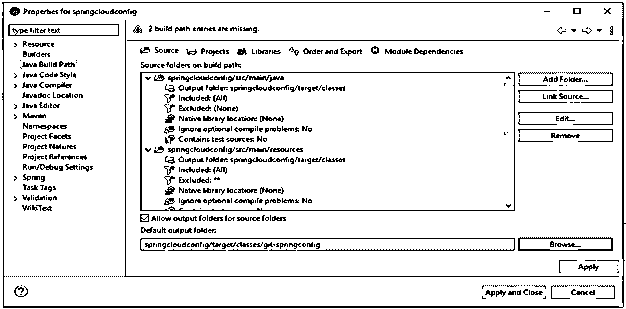 Properties for springcloudconfig
type filter text
Resource
Builders
Java Build Path
Java Code Style
Java Compiler
Javadoc Location
Java Editor
Maven
Namespaces
Project Facets
Project Natures
Project References
Run/Debug Settings
Spring
Task Tags
Validation
WikiText
2 build path entries are missing.
Source Projects Libraries Order and Export Module Dependencies
Source folders on build path:
springcloudconfig/src/main/java
Output folder: springcloudconfig/target/classes
Included: (All)
Excluded: (None)
Native library location: (None)
Ignore optional compile problems: No
Contains test sources: No
springcloudconfig/src/main/resources
Output folder: springcloudconfig/target/classes
Included: (All)
Excluded: **
Native library location: (None)
Ignore optional compile problems: No
Add Folder...
Link Source...
Edit...
Remove
Allow output folders for source folders
Default output folder:
springcloudconfig/target/classes/git-springconfig
Browse...
Apply
Apply and Close
Cancel